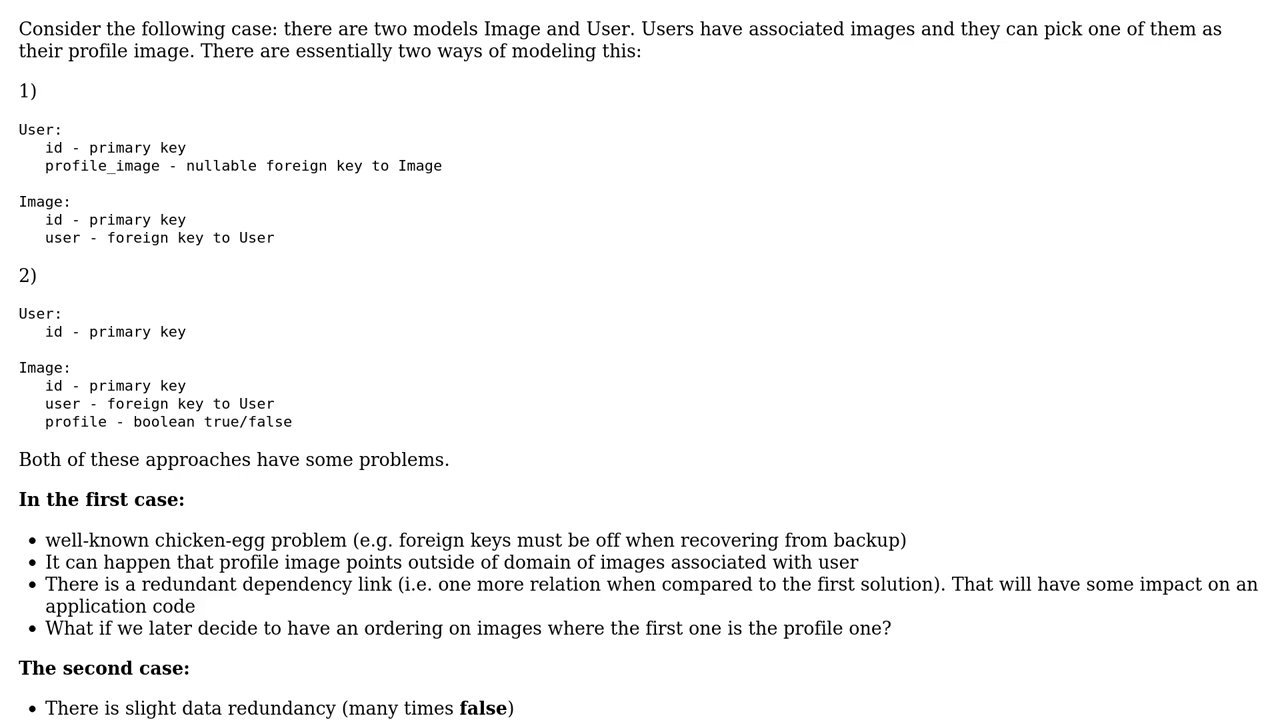 Consider the following case: there are two models Image and User. Users have associated images and they can pick one of them as
their profile image. There are essentially two ways of modeling this:
1)
User:
id - primary key
profile_image - nullable foreign key to Image
Image:
id - primary key
user - foreign key to User
2)
User:
id - primary key
Image:
id - primary key
user - foreign key to User
profile - boolean true/false
Both of these approaches have some problems.
In the first case:
• well-known chicken-egg problem (e.g. foreign keys must be off when recovering from backup)
• It can happen that profile image points outside of domain of images associated with user
• There is a redundant dependency link (i.e. one more relation when compared to the first solution). That will have some impact on an
application code
• What if we later decide to have an ordering on images where the first one is the profile one?
The second case:
• There is slight data redundancy (many times false)